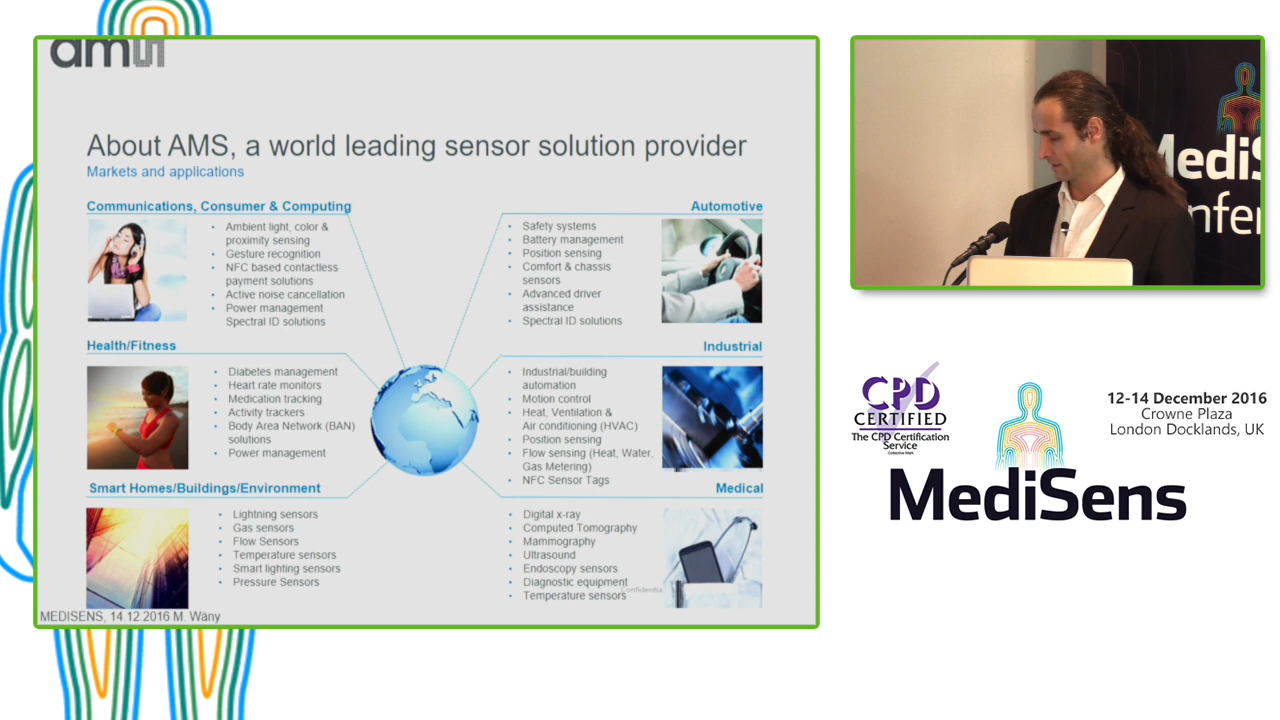 amu
About AMS, a world leading sensor solution provider
Markets and applications
Communications, Consumer & Computing
• Ambient light, color &
proximity sensing
• Gesture recognition
• NFC based contactless
payment solutions
• Active noise cancellation
• Power management
Spectral ID solutions
Automotive
• Safety systems
• Battery management
• Position sensing
• Comfort & chassis
sensors
• Advanced driver
assistance
• Spectral ID solutions
Health/Fitness
• Diabetes management
• Heart rate monitors
• Medication tracking
• Activity trackers
• Body Area Network (BAN)
solutions
• Power management
Industrial
• Industrial/building
automation
• Motion control
• Heat, Ventilation &
Air conditioning (HVAC)
• Position sensing
• Flow sensing (Heat, Water,
Gas Metering)
• NFC Sensor Tags
Smart Homes/Buildings/Environment
• Lightning sensors
• Gas sensors
• Flow Sensors
• Temperature sensors
• Smart lighting sensors
• Pressure Sensors
Medical
• Digital x-ray
• Computed Tomography
• Mammography
• Ultrasound
• Endoscopy sensors
• Diagnostic equipment
• Temperature sensors
Confidentia
MEDISENS, 14.12.2016 M. Wäny
MediS
nfer
CPD
CERTIFIED
The CPD Certification
Service
Collective Mark
12-14 December 2016
Crowne Plaza
London Docklands, UK
MediSens